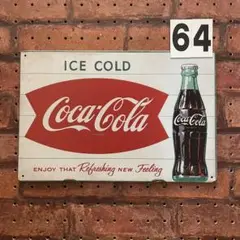 64
ICE COLD
Coca-Cola
Coca-Cola
ENJOY THAT Refreshing NEW Feeling